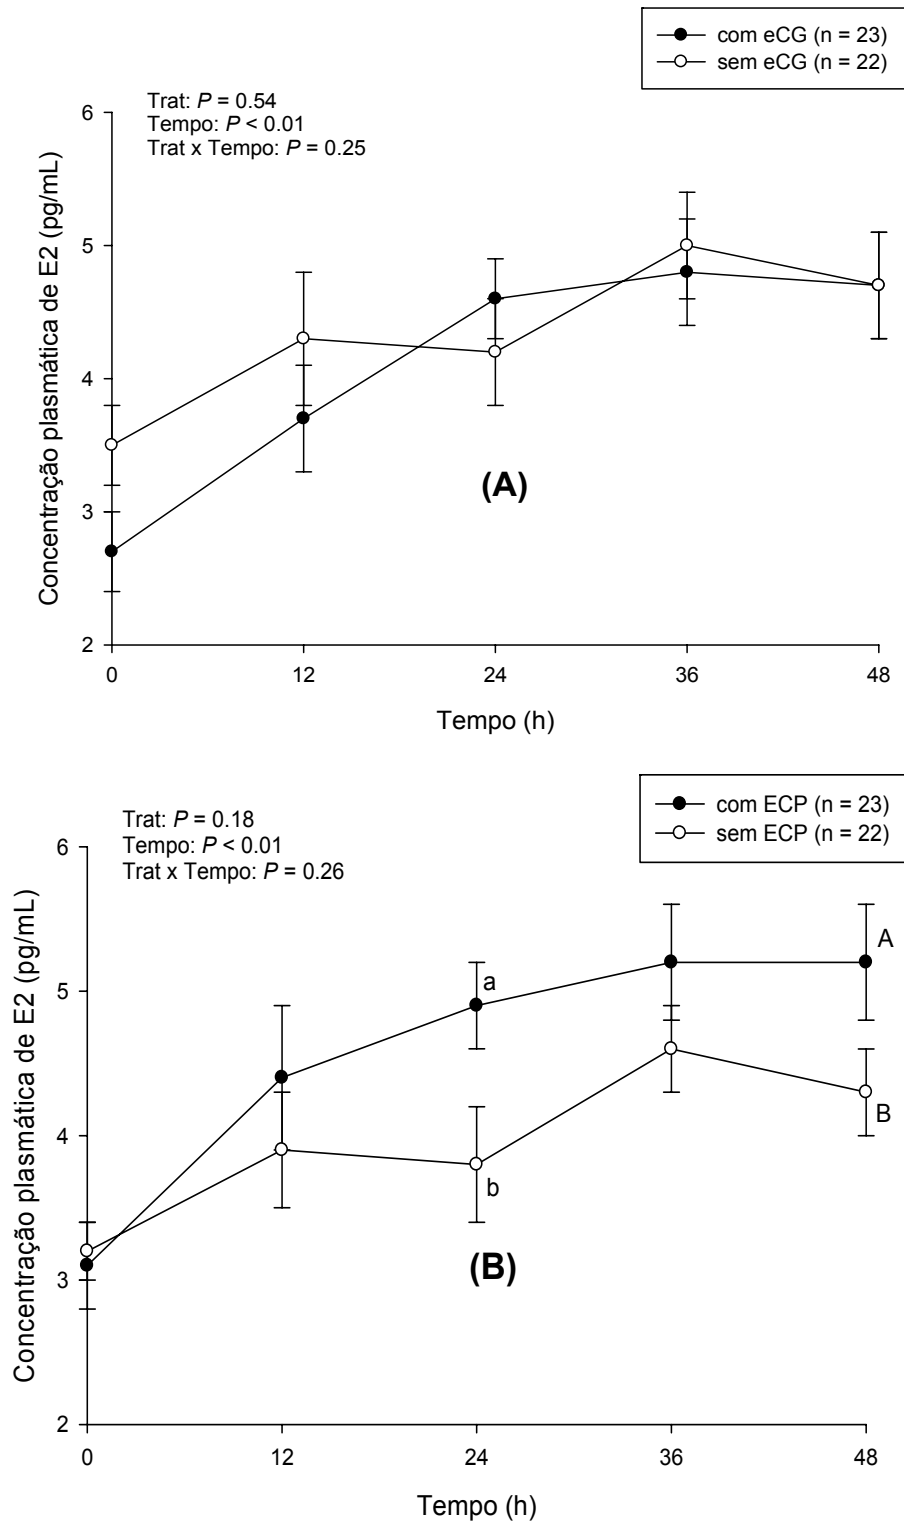 com eCG (n = 23)
sem eCG (n = 22)
Trat: P = 0.54
Tempo: P < 0.01
Trat x Tempo: P = 0.25
Concentração plasmática de E2 (pg/mL)
6
5
4
3
2
(A)
0 12 24 36 48
Tempo (h)
com ECP (n = 23)
sem ECP (n = 22)
Trat: P = 0.18
Tempo: P < 0.01
Trat x Tempo: P = 0.26
Concentração plasmática de E2 (pg/mL)
6
5
4
3
2
a
A
b
B
(B)
0 12 24 36 48
Tempo (h)